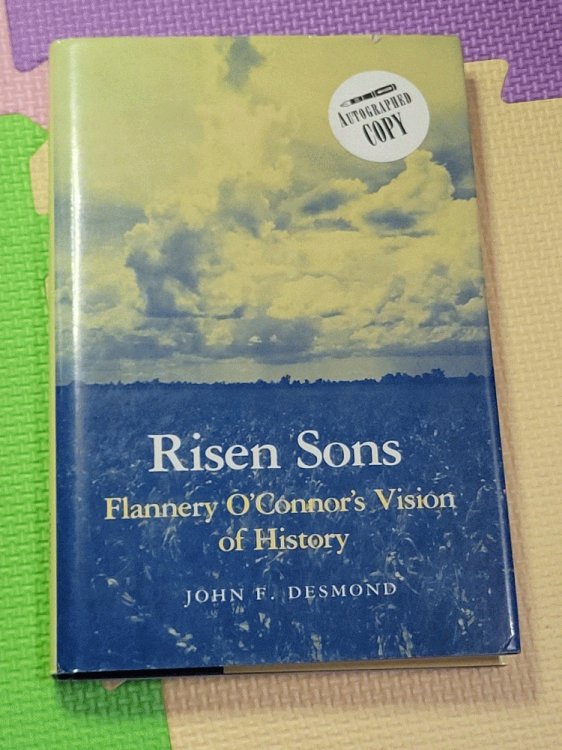 AUTOGRAPHED
COPY
Risen Sons
Flannery O'Connor's Vision
of History
JOHN F. DESMOND